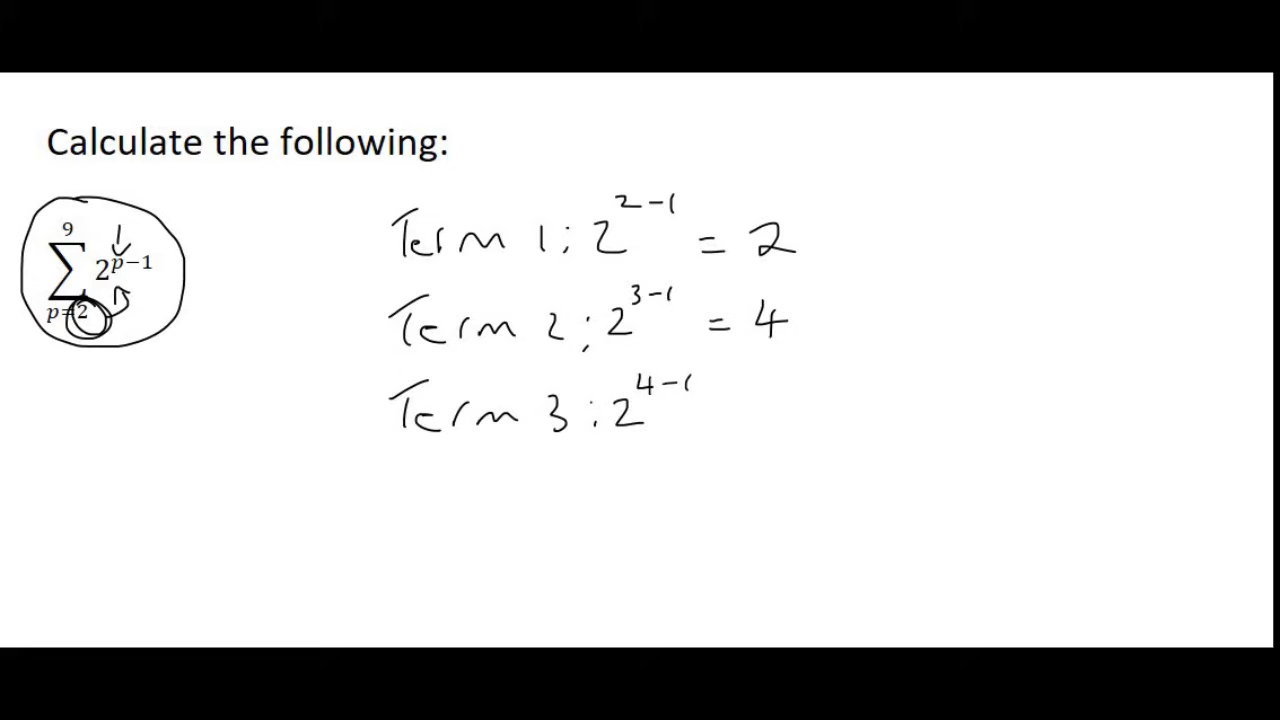 Calculate the following:
9
∑ 2^{p−1}
p=2
Term 1 : 2^{2-1} = 2
Term 2 : 2^{3-1} = 4
Term 3 : 2^{4-1}